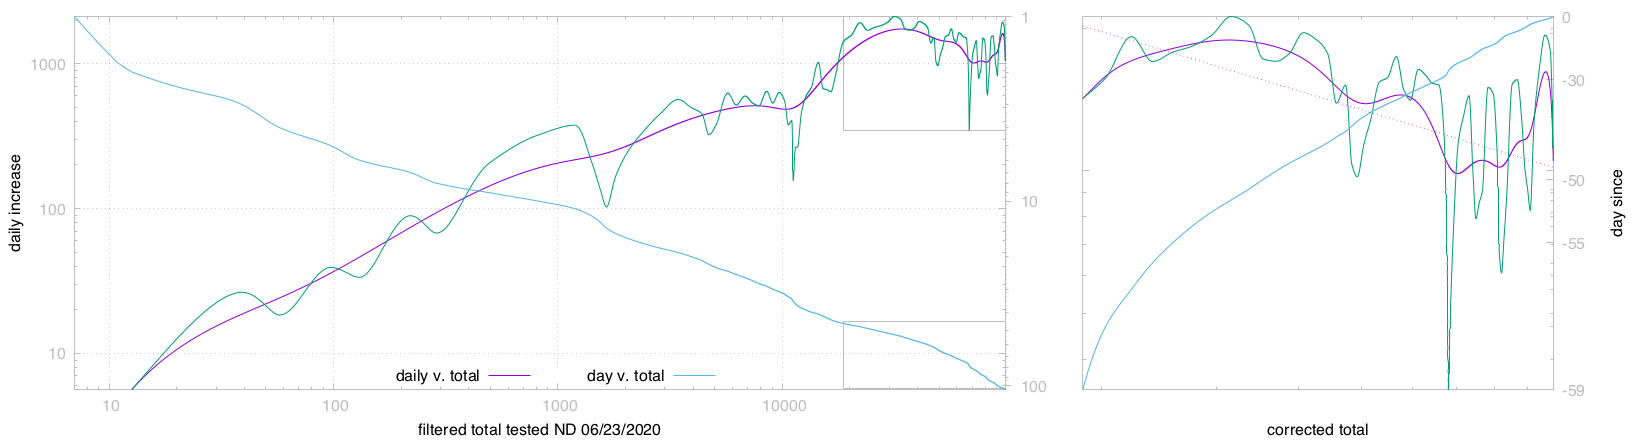 1000
100
10
daily increase
10
100
1000
10000
filtered total tested ND 06/23/2020
daily v. total
day v. total
1
10
100
0
-30
-50
-55
-59
day since
corrected total